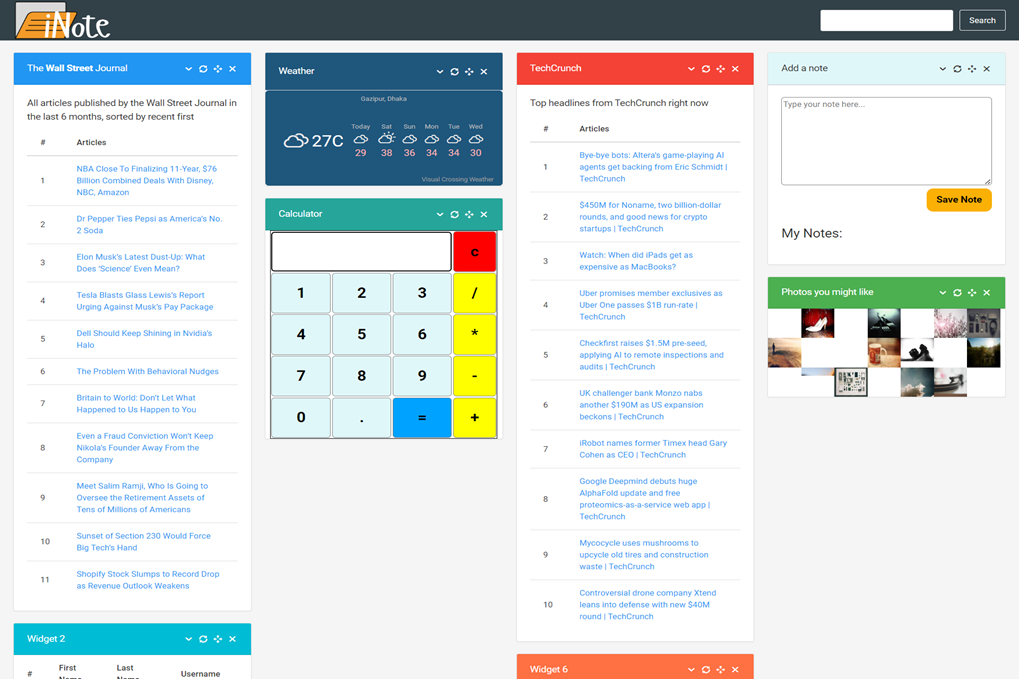 iNote
Search
The Wall Street Journal
All articles published by the Wall Street Journal in
the last 6 months, sorted by recent first
# Articles
1 NBA Close To Finalizing 11-Year, $76
Billion Combined Deals With Disney,
NBC, Amazon
2 Dr Pepper Ties Pepsi as America's No.
2 Soda
3 Elon Musk's Latest Dust-Up: What
Does 'Science' Even Mean?
4 Tesla Blasts Glass Lewis's Report
Urging Against Musk's Pay Package
5 Dell Should Keep Shining in Nvidia's
Halo
6 The Problem With Behavioral Nudges
7 Britain to World: Don't Let What
Happened to Us Happen to You
8 Even a Fraud Conviction Won't Keep
Nikola's Founder Away From the
Company
9 Meet Salim Ramji, Who Is Going to
Oversee the Retirement Assets of
Tens of Millions of Americans
10 Sunset of Section 230 Would Force
Big Tech's Hand
11 Shopify Stock Slumps to Record Drop
as Revenue Outlook Weakens
Widget 2
# First Last Username
Name Name
Weather
Gazipur, Dhaka
27C
Today Sat Sun Mon Tue Wed
29 38 36 34 34 30
Visual Crossing Weather
Calculator
c
1 2 3 /
4 5 6 *
7 8 9 -
0 . = +
TechCrunch
Top headlines from TechCrunch right now
# Articles
1 Bye-bye bots: Altera's game-playing AI
agents get backing from Eric Schmidt |
TechCrunch
2 $450M for Noname, two billion-dollar
rounds, and good news for crypto
startups | TechCrunch
3 Watch: When did iPads get as
expensive as MacBooks?
4 Uber promises member exclusives as
Uber One passes $1B run-rate |
TechCrunch
5 Checkfirst raises $1.5M pre-seed,
applying AI to remote inspections and
audits | TechCrunch
6 UK challenger bank Monzo nabs
another $190M as US expansion
beckons | TechCrunch
7 iRobot names former Timex head Gary
Cohen as CEO | TechCrunch
8 Google Deepmind debuts huge
AlphaFold update and free
proteomics-as-a-service web app |
TechCrunch
9 Mycocycle uses mushrooms to
upcycle old tires and construction
waste | TechCrunch
10 Controversial drone company Xtend
leans into defense with new $40M
round | TechCrunch
Widget 6
Add a note
Type your note here...
Save Note
My Notes:
Photos you might like